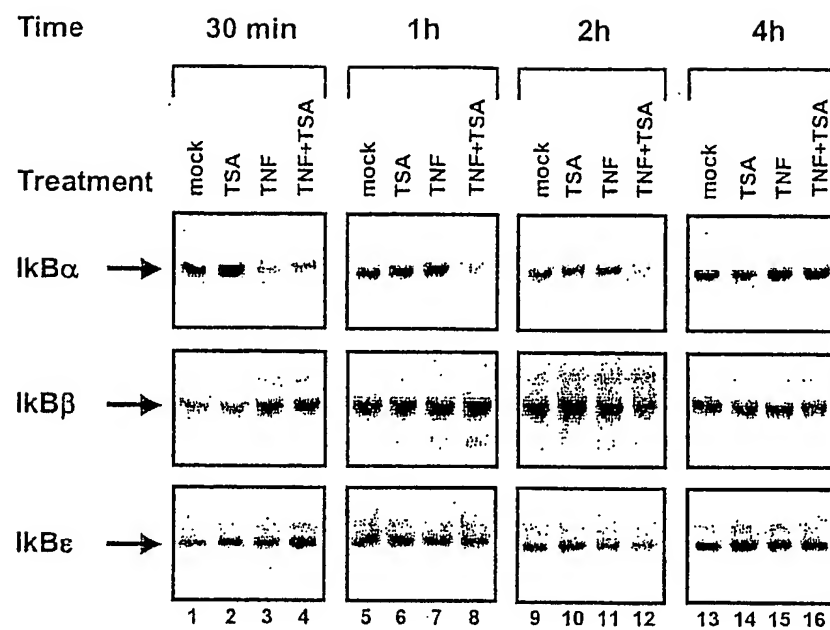 Time 30 min 1h 2h 4h
Treatment mock TSA TNF TNF+TSA mock TSA TNF TNF+TSA mock TSA TNF TNF+TSA mock TSA TNF TNF+TSA
IkBα
IkBβ
IkBε
1 2 3 4 5 6 7 8 9 10 11 12 13 14 15 16